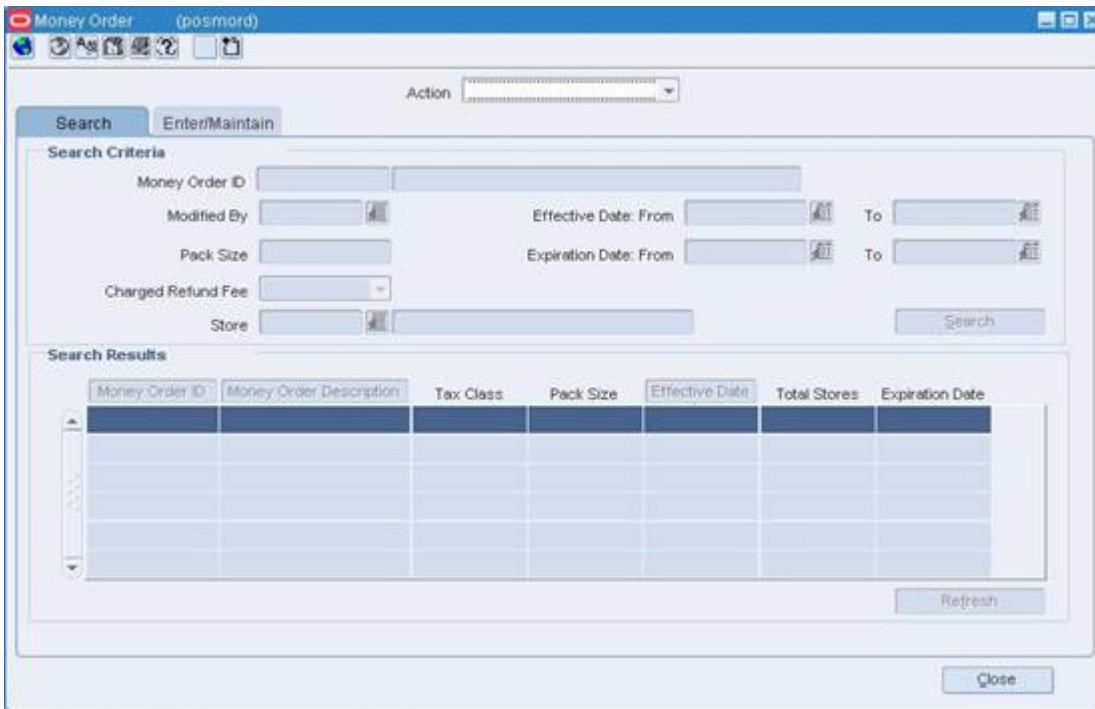 Money Order (posmord)
Action
Search Enter/Maintain
Search Criteria
Money Order ID
Modified By Effective Date: From To
Pack Size Expiration Date: From To
Charged Refund Fee
Store Search
Search Results
Money Order ID Money Order Description Tax Class Pack Size Effective Date Total Stores Expiration Date
Refresh
Close